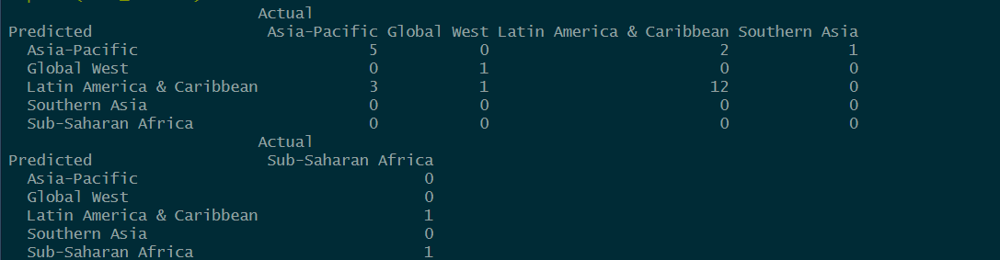 Actual
Predicted Asia-Pacific Global West Latin America & Caribbean Southern Asia
Asia-Pacific 5 0 2 1
Global West 0 1 0 0
Latin America & Caribbean 3 1 12 0
Southern Asia 0 0 0 0
Sub-Saharan Africa 0 0 0 0
Actual
Predicted Sub-Saharan Africa
Asia-Pacific 0
Global West 0
Latin America & Caribbean 1
Southern Asia 0
Sub-Saharan Africa 1